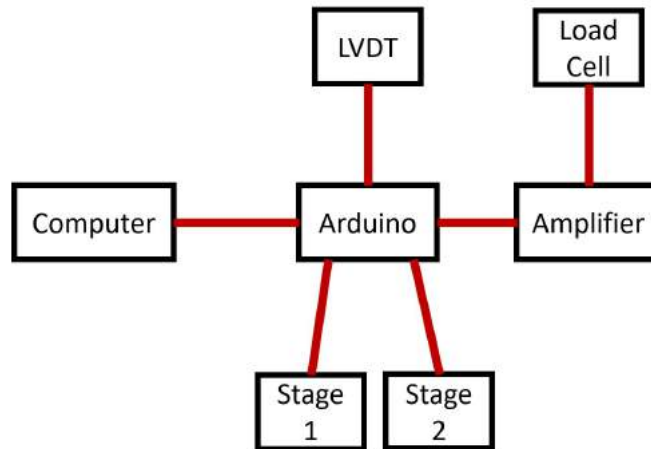 LVDT
Load
Cell
Computer
Arduino
Amplifier
Stage
1
Stage
2